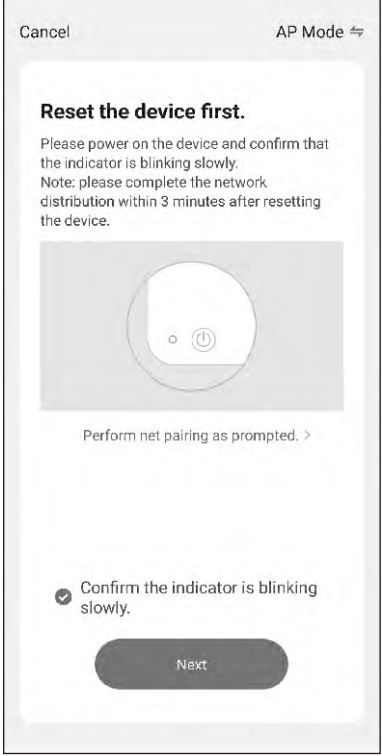 Cancel
AP Mode ⇋
Reset the device first.
Please power on the device and confirm that
the indicator is blinking slowly.
Note: please complete the network
distribution within 3 minutes after resetting
the device.
Perform net pairing as prompted. >
Confirm the indicator is blinking
slowly.
Next